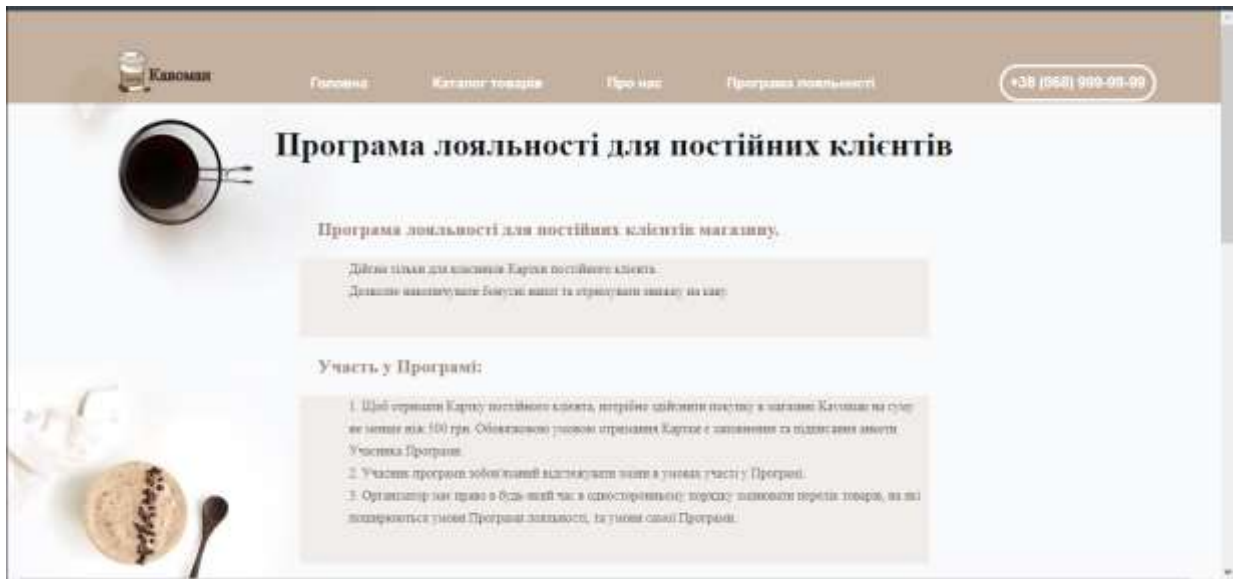 Кавоман
Головна
Каталог товарів
Про нас
Програма лояльності
+38 (068) 999-99-99
Програма лояльності для постійних клієнтів
Програма лояльності для постійних клієнтів магазину.
Дійсна тільки для власників Картки постійного клієнта.
Дозволяє накопичувати бонусні та отримувати знижку на каву.
Участь у Програмі:
1. Щоб отримати Картку постійного клієнта, потрібно здійснити покупку в магазині Кавоман на суму
не менше ніж 500 грн. Обов'язковою умовою отримання Картки є заповнення та підписання анкети
Учасника Програми.
2. Учасник програми зобов'язаний відстежувати зміни в умовах участі у Програмі.
3. Організатор має право в будь-який час в односторонньому порядку змінювати перелік товарів, на які
поширюються умови Програми лояльності, та умови самої Програми.